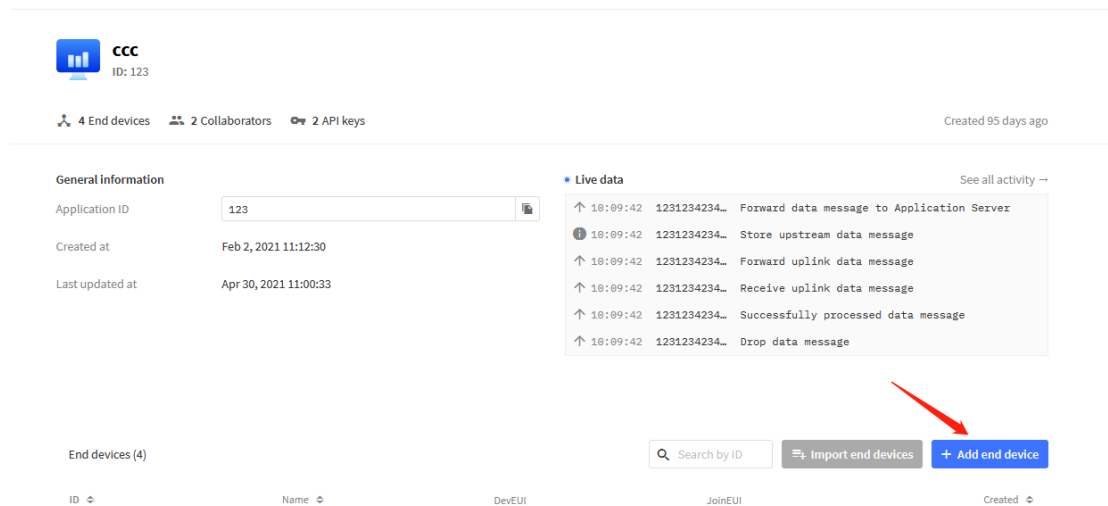 ccc
ID: 123
4 End devices 2 Collaborators 2 API keys Created 95 days ago
General information
Application ID 123
Created at Feb 2, 2021 11:12:30
Last updated at Apr 30, 2021 11:00:33
Live data See all activity →
↑ 10:09:42 1231234234… Forward data message to Application Server
10:09:42 1231234234… Store upstream data message
↑ 10:09:42 1231234234… Forward uplink data message
↑ 10:09:42 1231234234… Receive uplink data message
↑ 10:09:42 1231234234… Successfully processed data message
↑ 10:09:42 1231234234… Drop data message
End devices (4) Search by ID Import end devices + Add end device
ID Name DevEUI JoinEUI Created